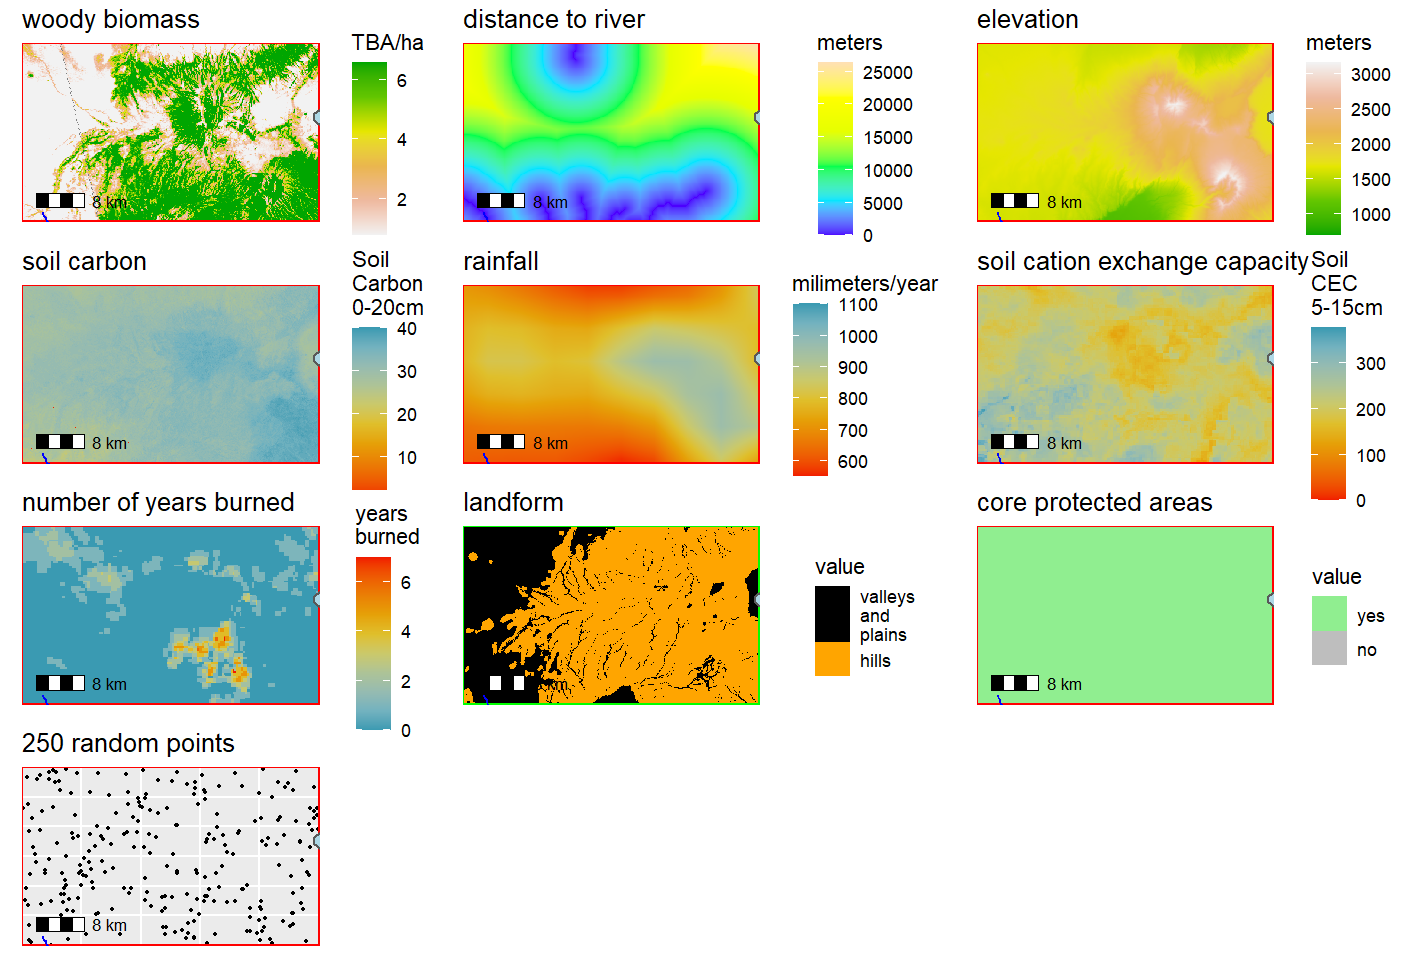 woody biomass
TBA/ha
6
4
2
8 km
distance to river
meters
25000
20000
15000
10000
5000
0
8 km
elevation
meters
3000
2500
2000
1500
1000
8 km
soil carbon
Soil
Carbon
0-20cm
40
30
20
10
8 km
rainfall
milimeters/year
1100
1000
900
800
700
600
8 km
soil cation exchange capacity
Soil
CEC
5-15cm
300
200
100
0
8 km
number of years burned
years
burned
6
4
2
0
8 km
landform
value
valleys
and
plains
hills
8 km
core protected areas
value
yes
no
8 km
250 random points
8 km